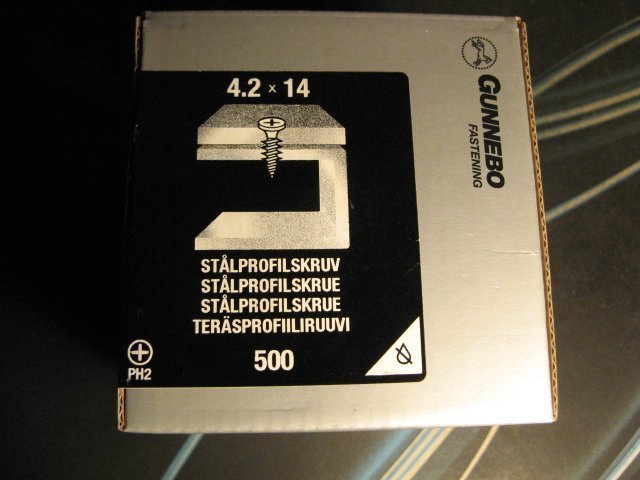 4.2 x 14
STÅLPROFILSKRUV
STÅLPROFILSKRUE
STÅLPROFILSKRUE
TERÄSPROFIILIRUUVI
500
PH2
GUNNEBO
FASTENING